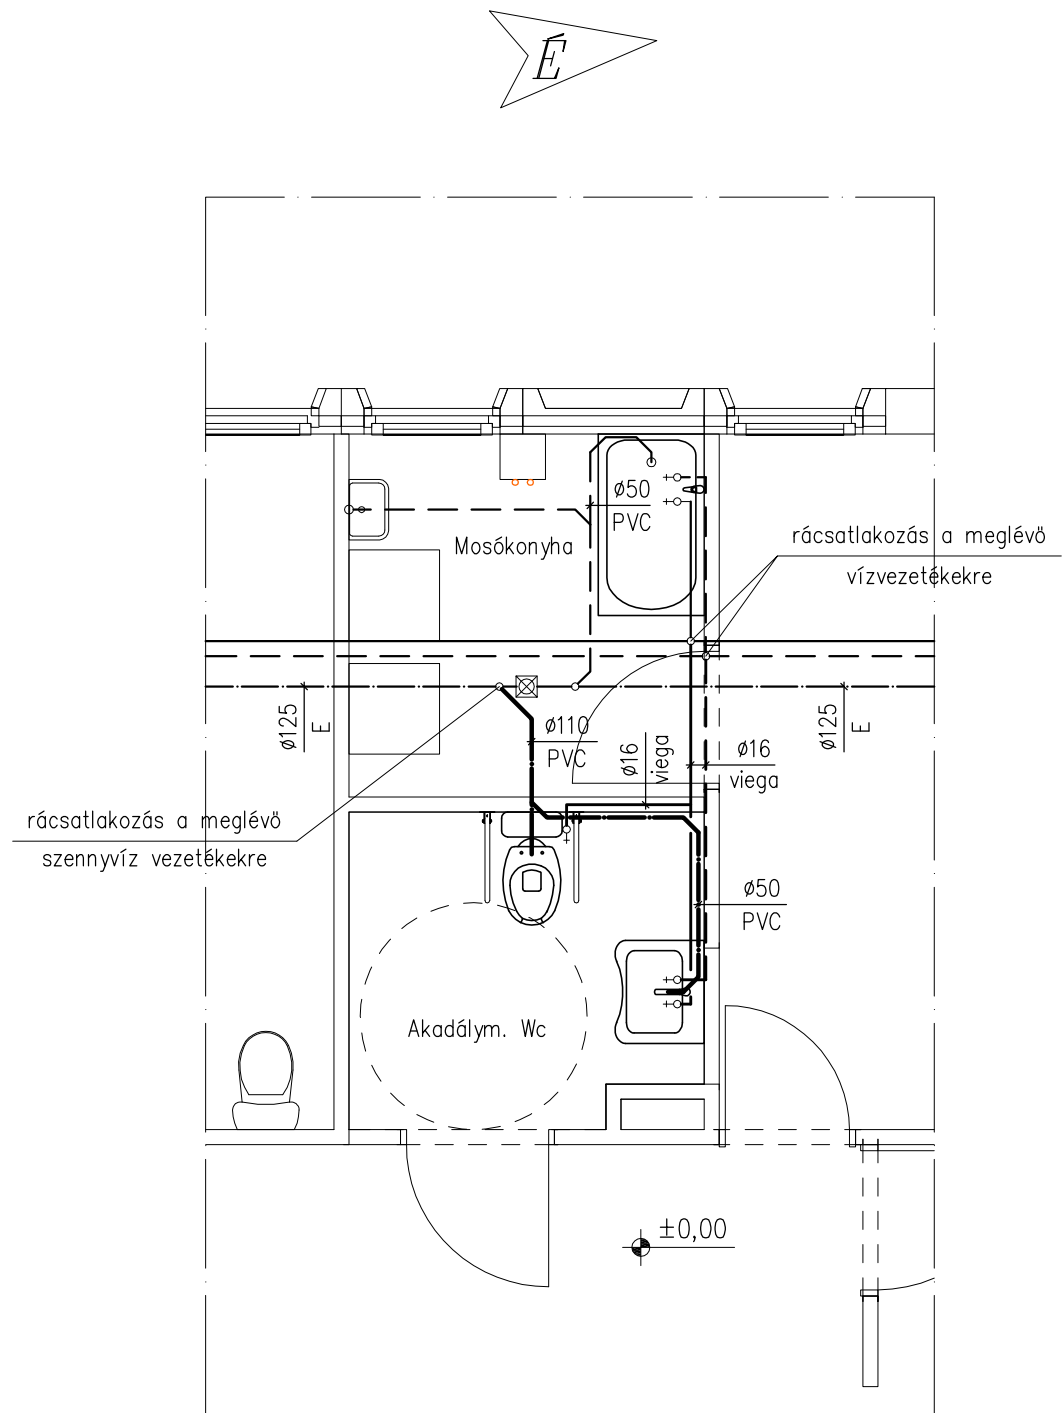 É
ø50
PVC
Mosókonyha
rácsatlakozás a meglévö
vízvezetékekre
ø125
E
ø110
PVC
ø16
viega
ø16
viega
ø125
E
rácsatlakozás a meglévö
szennyvíz vezetékekre
ø50
PVC
Akadálym. Wc
±0,00